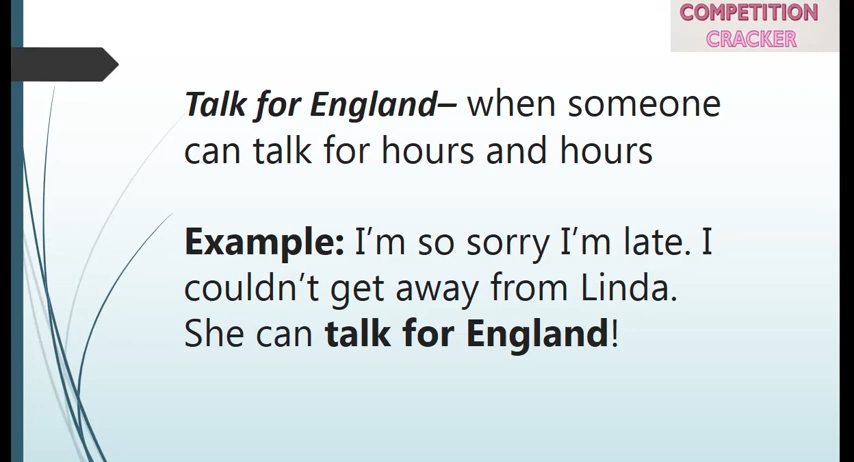 COMPETITION
CRACKER
Talk for England– when someone
can talk for hours and hours
Example: I’m so sorry I’m late. I
couldn’t get away from Linda.
She can talk for England!